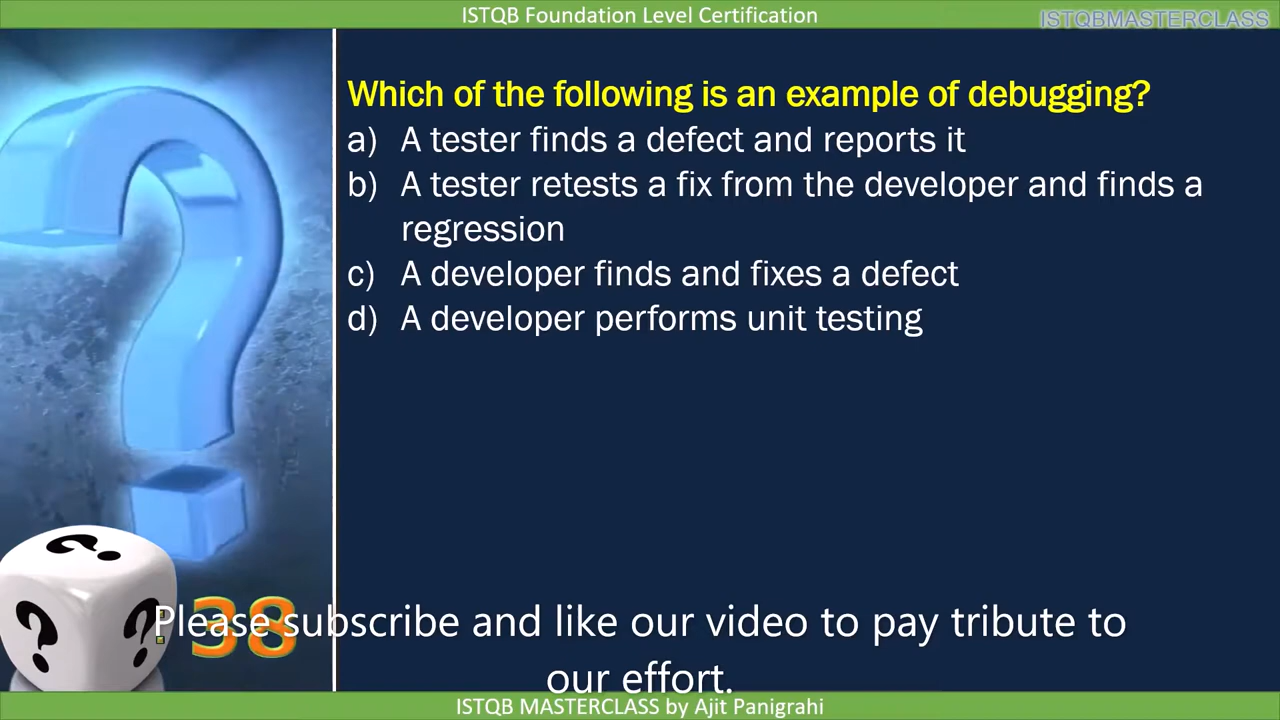 ISTQB Foundation Level Certification
ISTQBMASTERCLASS
Which of the following is an example of debugging?
a) A tester finds a defect and reports it
b) A tester retests a fix from the developer and finds a
regression
c) A developer finds and fixes a defect
d) A developer performs unit testing
: 38
Please subscribe and like our video to pay tribute to
our effort.
ISTQB MASTERCLASS by Ajit Panigrahi